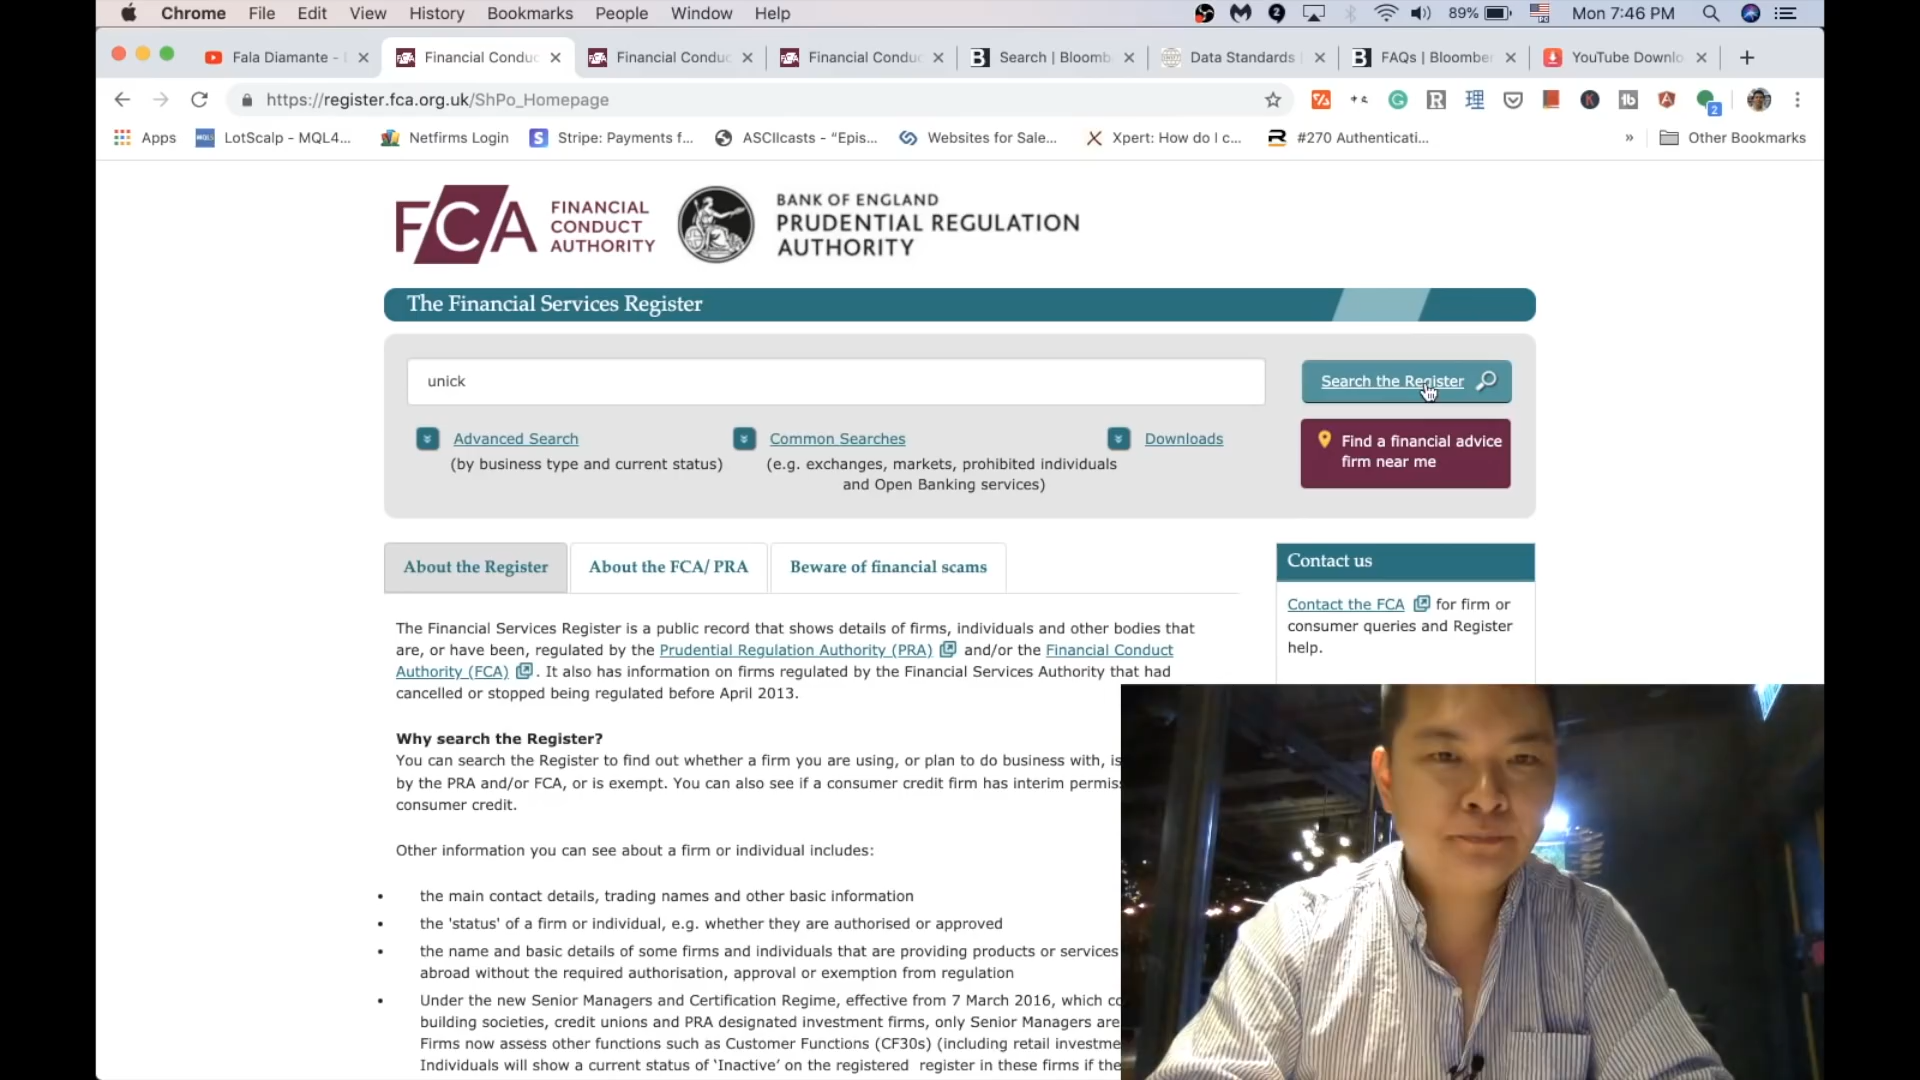 Chrome File Edit View History Bookmarks People Window Help 2 89% Mon 7:46 PM
Fala Diamante - Financial Conduc Financial Conduc Financial Conduc Search | Bloomb Data Standards FAQs | Bloomber YouTube Downlo
https://register.fca.org.uk/ShPo_Homepage
Apps LotScalp - MQL4... Netfirms Login Stripe: Payments f... ASCIIcasts - “Epis... Websites for Sale... Xpert: How do I c... #270 Authenticati... » Other Bookmarks
FCA FINANCIAL CONDUCT AUTHORITY
BANK OF ENGLAND
PRUDENTIAL REGULATION
AUTHORITY
The Financial Services Register
unick
Search the Register
Advanced Search
(by business type and current status)
Common Searches
(e.g. exchanges, markets, prohibited individuals
and Open Banking services)
Downloads
Find a financial advice
firm near me
About the Register About the FCA/ PRA Beware of financial scams
The Financial Services Register is a public record that shows details of firms, individuals and other bodies that
are, or have been, regulated by the Prudential Regulation Authority (PRA) and/or the Financial Conduct
Authority (FCA) . It also has information on firms regulated by the Financial Services Authority that had
cancelled or stopped being regulated before April 2013.
Contact us
Contact the FCA for firm or
consumer queries and Register
help.
Why search the Register?
You can search the Register to find out whether a firm you are using, or plan to do business with, is
by the PRA and/or FCA, or is exempt. You can also see if a consumer credit firm has interim permis
consumer credit.
Other information you can see about a firm or individual includes:
• the main contact details, trading names and other basic information
• the 'status' of a firm or individual, e.g. whether they are authorised or approved
• the name and basic details of some firms and individuals that are providing products or services
abroad without the required authorisation, approval or exemption from regulation
• Under the new Senior Managers and Certification Regime, effective from 7 March 2016, which co
building societies, credit unions and PRA designated investment firms, only Senior Managers are
Firms now assess other functions such as Customer Functions (CF30s) (including retail investme
Individuals will show a current status of ‘Inactive’ on the registered register in these firms if the